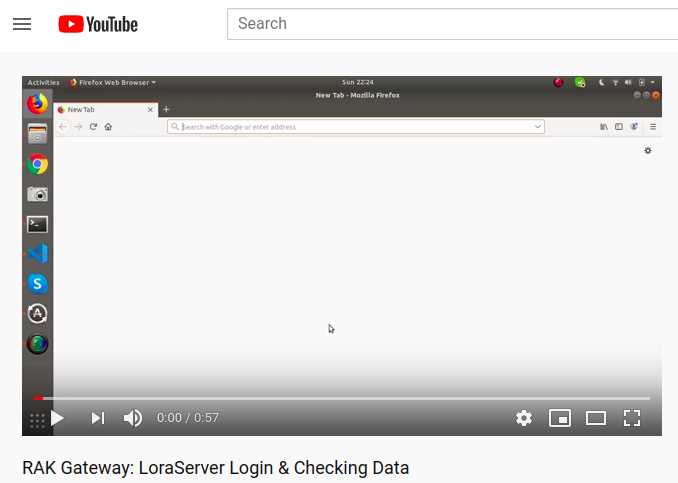 YouTube
Search
Activities Firefox Web Browser Sun 22:24
New Tab - Mozilla Firefox
New Tab
Search with Google or enter address
0:00 / 0:57
RAK Gateway: LoraServer Login & Checking Data